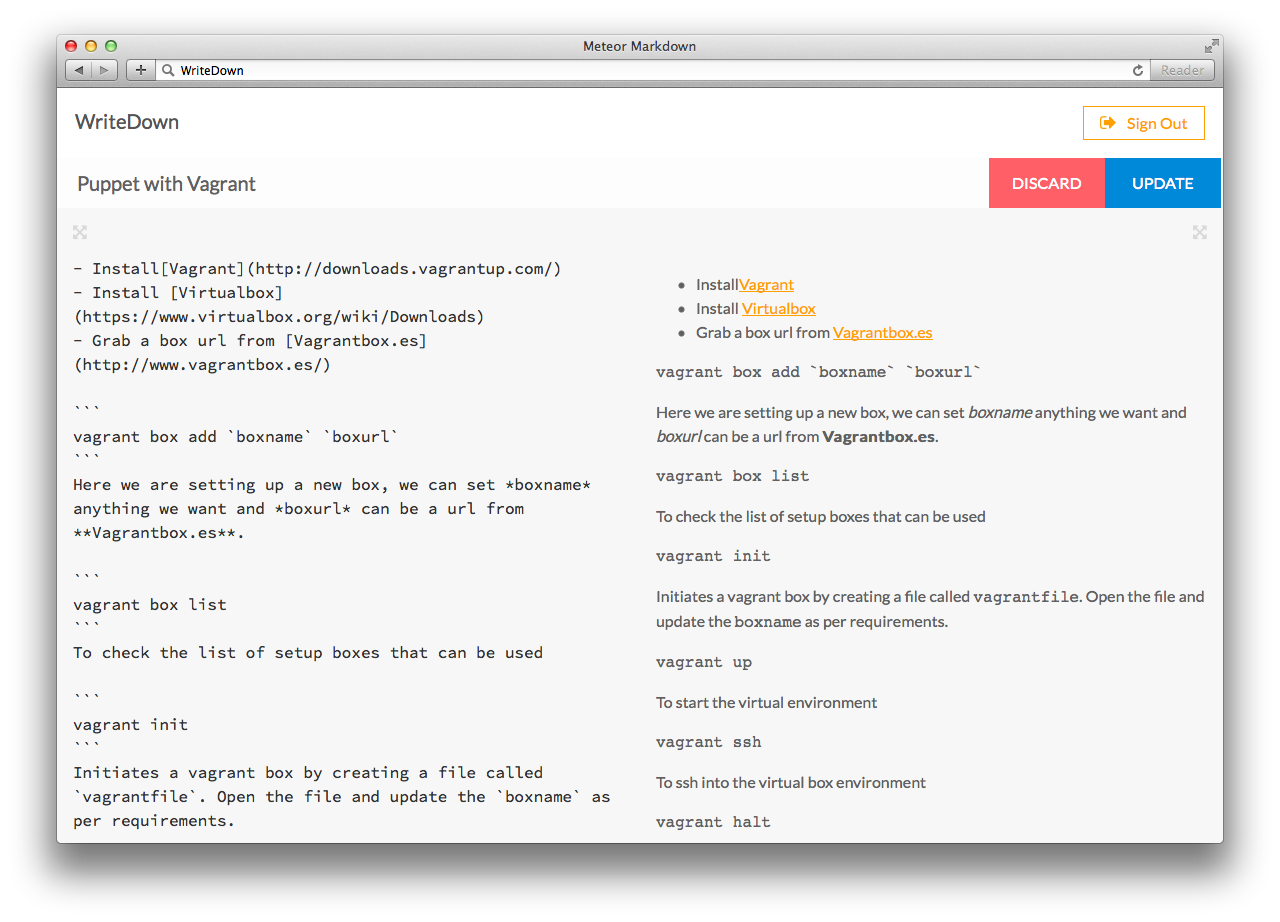 Meteor Markdown
WriteDown
Reader
WriteDown
Sign Out
Puppet with Vagrant
DISCARD
UPDATE
- Install[Vagrant](http://downloads.vagrantup.com/)
- Install [Virtualbox]
(https://www.virtualbox.org/wiki/Downloads)
- Grab a box url from [Vagrantbox.es]
(http://www.vagrantbox.es/)
```
vagrant box add `boxname` `boxurl`
```
Here we are setting up a new box, we can set *boxname*
anything we want and *boxurl* can be a url from
**Vagrantbox.es**.
```
vagrant box list
```
To check the list of setup boxes that can be used
```
vagrant init
```
Initiates a vagrant box by creating a file called
`vagrantfile`. Open the file and update the `boxname` as
per requirements.
• InstallVagrant
• Install Virtualbox
• Grab a box url from Vagrantbox.es
vagrant box add `boxname` `boxurl`
Here we are setting up a new box, we can set boxname anything we want and
boxurl can be a url from Vagrantbox.es.
vagrant box list
To check the list of setup boxes that can be used
vagrant init
Initiates a vagrant box by creating a file called vagrantfile. Open the file and
update the boxname as per requirements.
vagrant up
To start the virtual environment
vagrant ssh
To ssh into the virtual box environment
vagrant halt